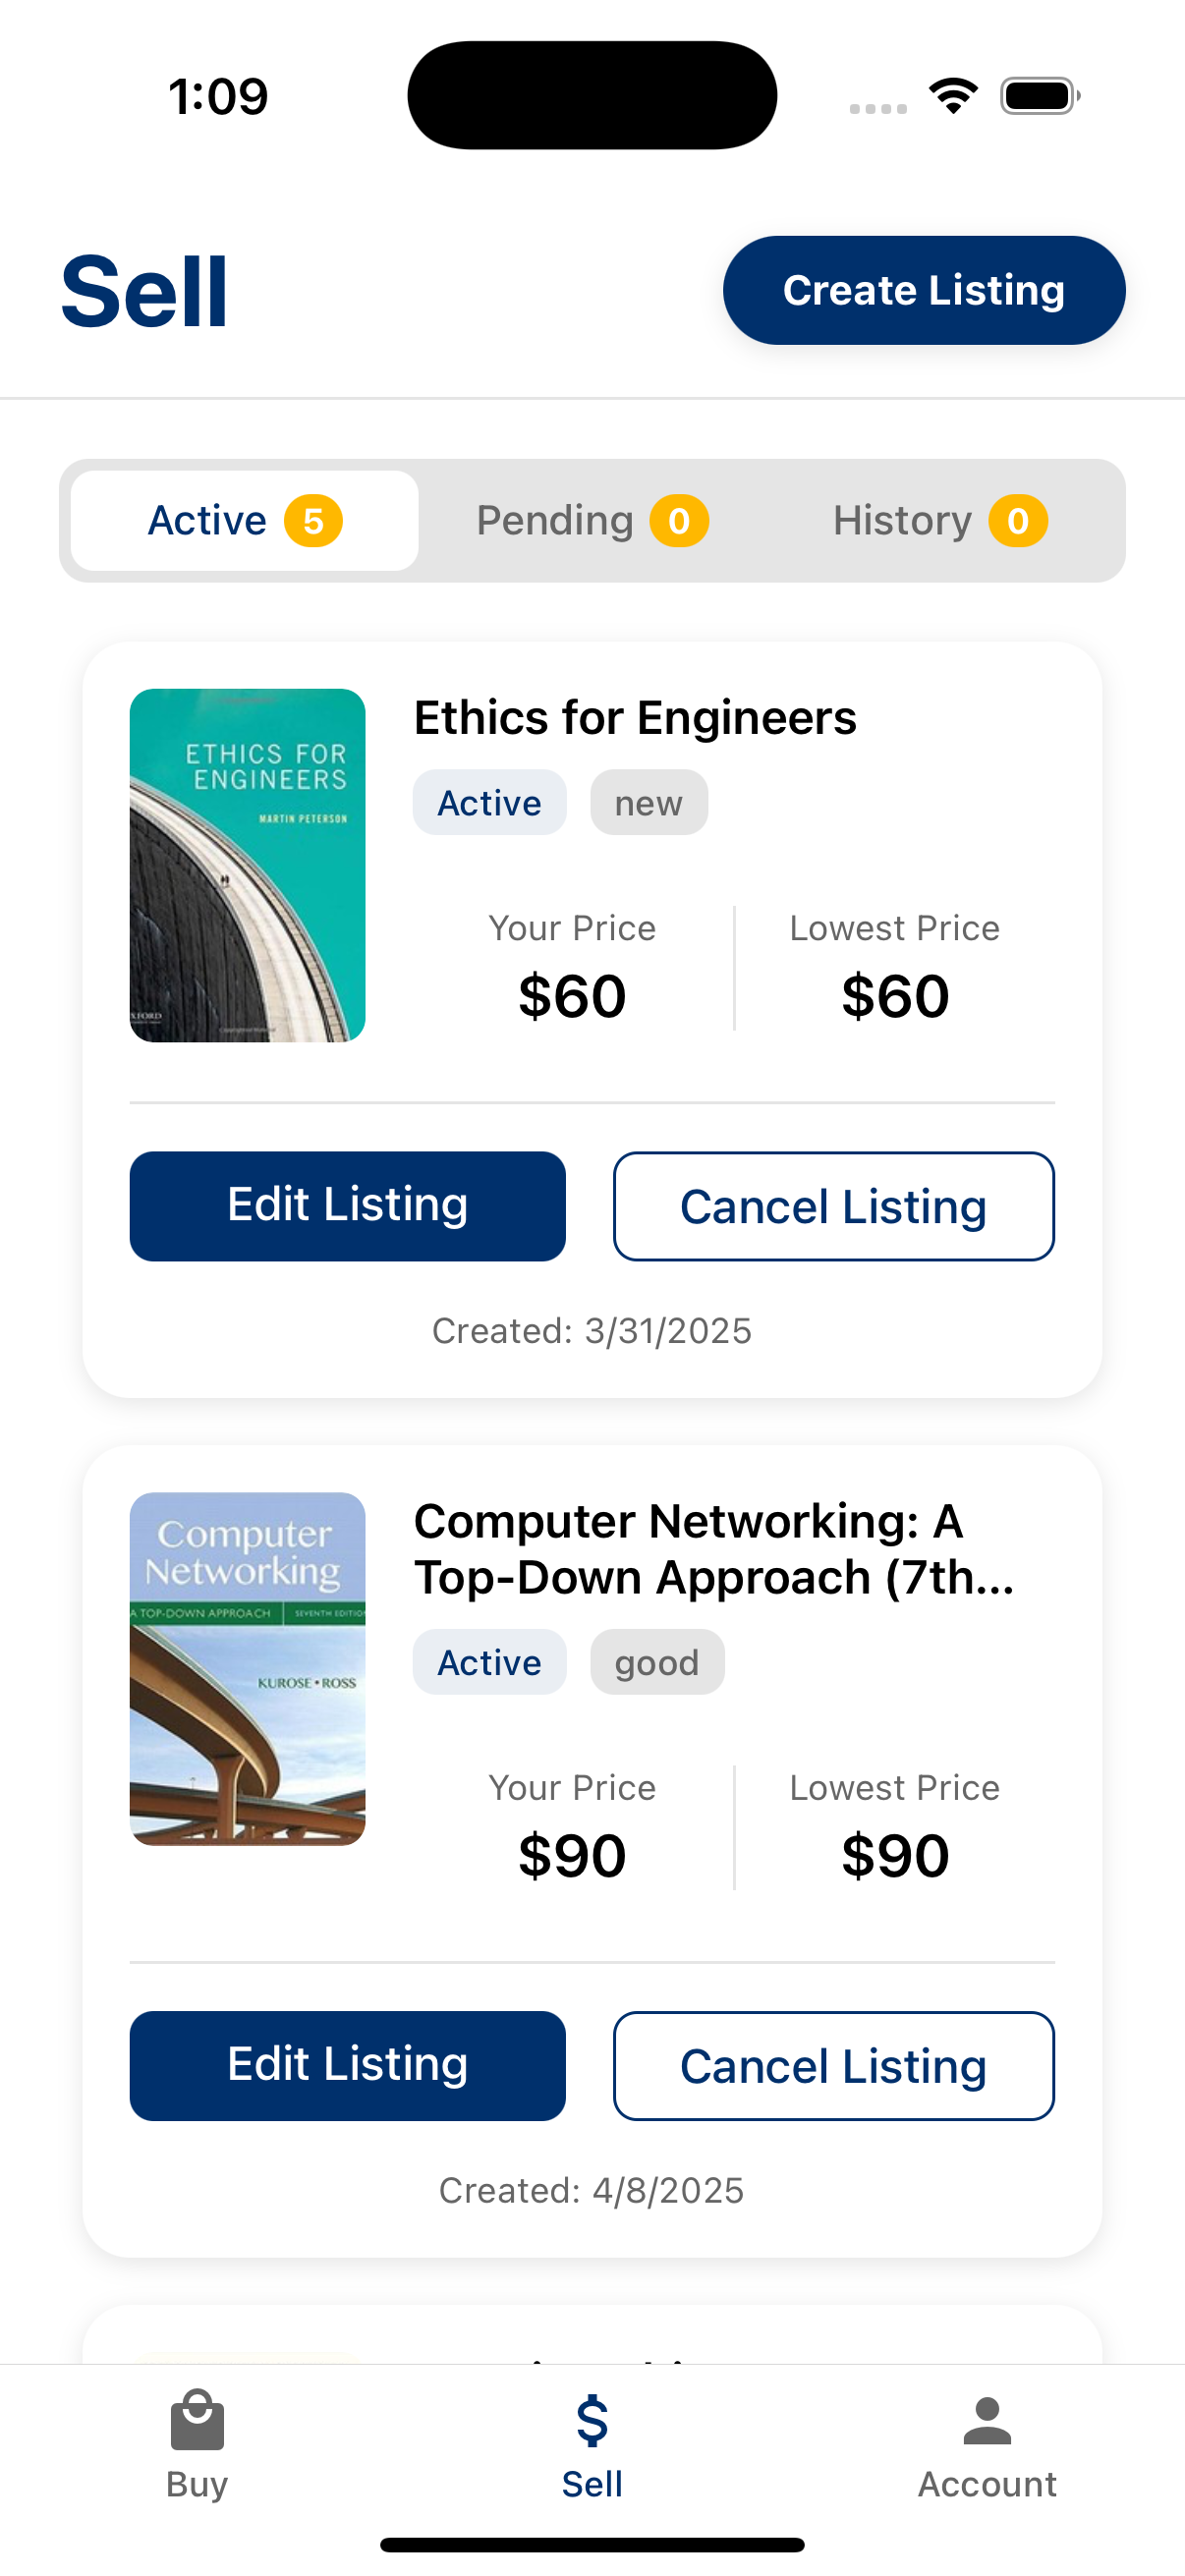 1:09
Sell
Create Listing
Active 5
Pending 0
History 0
ETHICS FOR
ENGINEERS
MARTIN PETERSON
Ethics for Engineers
Active
new
Your Price
Lowest Price
$60
$60
Edit Listing
Cancel Listing
Created: 3/31/2025
Computer
Networking
A TOP-DOWN APPROACH
SEVENTH EDITION
KUROSE • ROSS
Computer Networking: A
Top-Down Approach (7th...
Active
good
Your Price
Lowest Price
$90
$90
Edit Listing
Cancel Listing
Created: 4/8/2025
Buy
Sell
Account